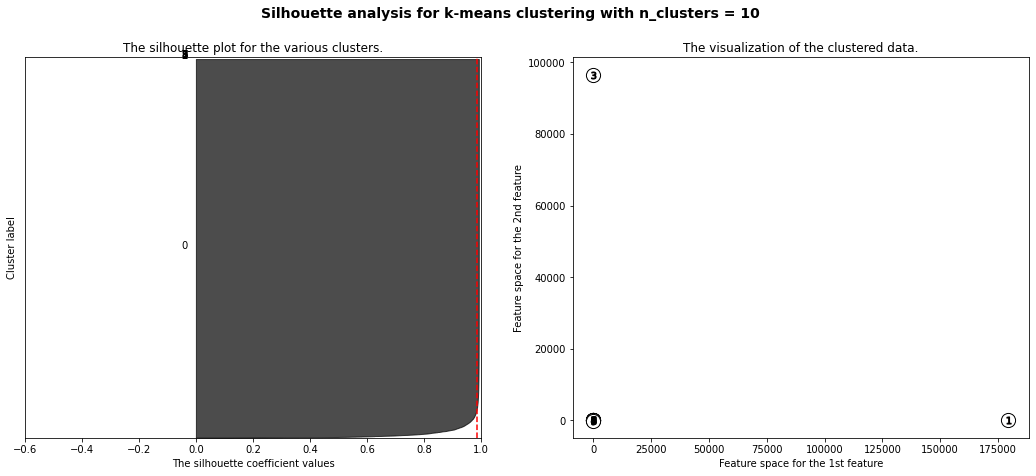 Silhouette analysis for k-means clustering with n_clusters = 10
The silhouette plot for the various clusters.
Cluster label
0
−0.6 −0.4 −0.2 0.0 0.2 0.4 0.6 0.8 1.0
The silhouette coefficient values
The visualization of the clustered data.
Feature space for the 2nd feature
100000
80000
60000
40000
20000
0
3
1
0 25000 50000 75000 100000 125000 150000 175000
Feature space for the 1st feature